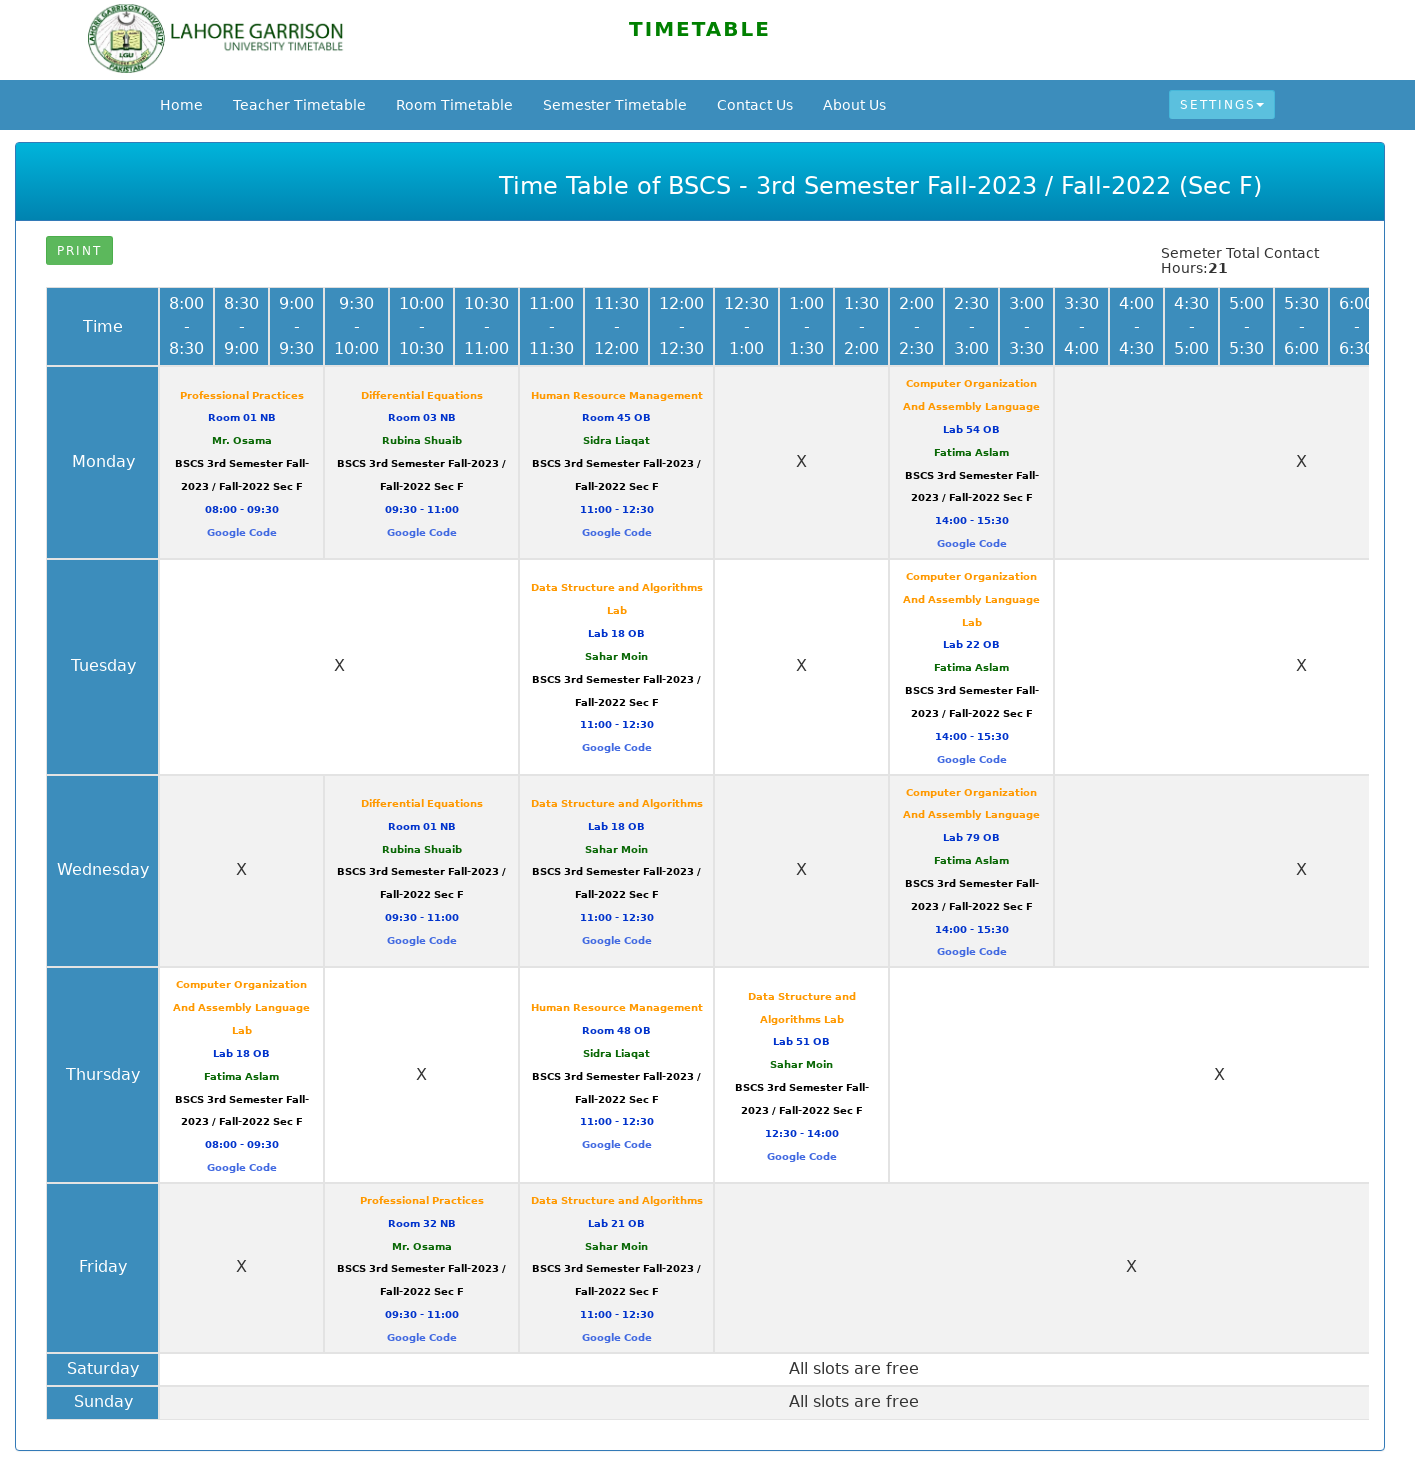 LAHORE GARRISON
UNIVERSITY TIMETABLE
TIMETABLE
Home Teacher Timetable Room Timetable Semester Timetable Contact Us About Us SETTINGS
Time Table of BSCS - 3rd Semester Fall-2023 / Fall-2022 (Sec F)
PRINT
Semeter Total Contact
Hours:21
Time
8:00 - 8:30
8:30 - 9:00
9:00 - 9:30
9:30 - 10:00
10:00 - 10:30
10:30 - 11:00
11:00 - 11:30
11:30 - 12:00
12:00 - 12:30
12:30 - 1:00
1:00 - 1:30
1:30 - 2:00
2:00 - 2:30
2:30 - 3:00
3:00 - 3:30
3:30 - 4:00
4:00 - 4:30
4:30 - 5:00
5:00 - 5:30
5:30 - 6:00
6:00 - 6:30
Monday
Professional Practices
Room 01 NB
Mr. Osama
BSCS 3rd Semester Fall-
2023 / Fall-2022 Sec F
08:00 - 09:30
Google Code
Differential Equations
Room 03 NB
Rubina Shuaib
BSCS 3rd Semester Fall-2023 /
Fall-2022 Sec F
09:30 - 11:00
Google Code
Human Resource Management
Room 45 OB
Sidra Liaqat
BSCS 3rd Semester Fall-2023 /
Fall-2022 Sec F
11:00 - 12:30
Google Code
X
Computer Organization
And Assembly Language
Lab 54 OB
Fatima Aslam
BSCS 3rd Semester Fall-
2023 / Fall-2022 Sec F
14:00 - 15:30
Google Code
X
Tuesday
X
Data Structure and Algorithms
Lab
Lab 18 OB
Sahar Moin
BSCS 3rd Semester Fall-2023 /
Fall-2022 Sec F
11:00 - 12:30
Google Code
X
Computer Organization
And Assembly Language
Lab
Lab 22 OB
Fatima Aslam
BSCS 3rd Semester Fall-
2023 / Fall-2022 Sec F
14:00 - 15:30
Google Code
X
Wednesday
X
Differential Equations
Room 01 NB
Rubina Shuaib
BSCS 3rd Semester Fall-2023 /
Fall-2022 Sec F
09:30 - 11:00
Google Code
Data Structure and Algorithms
Lab 18 OB
Sahar Moin
BSCS 3rd Semester Fall-2023 /
Fall-2022 Sec F
11:00 - 12:30
Google Code
X
Computer Organization
And Assembly Language
Lab 79 OB
Fatima Aslam
BSCS 3rd Semester Fall-
2023 / Fall-2022 Sec F
14:00 - 15:30
Google Code
X
Thursday
Computer Organization
And Assembly Language
Lab
Lab 18 OB
Fatima Aslam
BSCS 3rd Semester Fall-
2023 / Fall-2022 Sec F
08:00 - 09:30
Google Code
X
Human Resource Management
Room 48 OB
Sidra Liaqat
BSCS 3rd Semester Fall-2023 /
Fall-2022 Sec F
11:00 - 12:30
Google Code
Data Structure and
Algorithms Lab
Lab 51 OB
Sahar Moin
BSCS 3rd Semester Fall-
2023 / Fall-2022 Sec F
12:30 - 14:00
Google Code
X
Friday
X
Professional Practices
Room 32 NB
Mr. Osama
BSCS 3rd Semester Fall-2023 /
Fall-2022 Sec F
09:30 - 11:00
Google Code
Data Structure and Algorithms
Lab 21 OB
Sahar Moin
BSCS 3rd Semester Fall-2023 /
Fall-2022 Sec F
11:00 - 12:30
Google Code
X
Saturday
All slots are free
Sunday
All slots are free